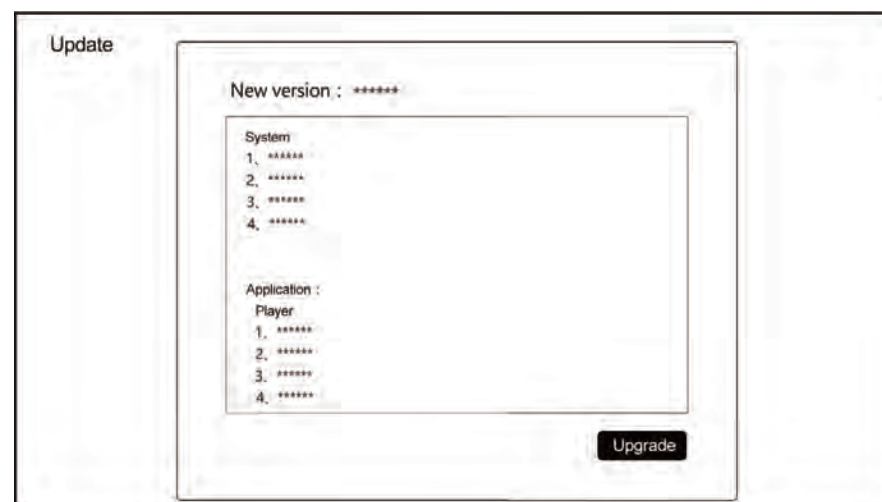 Update
New version : ******
System
1、******
2、******
3、******
4、******
Application :
Player
1、******
2、******
3、******
4、******
Upgrade